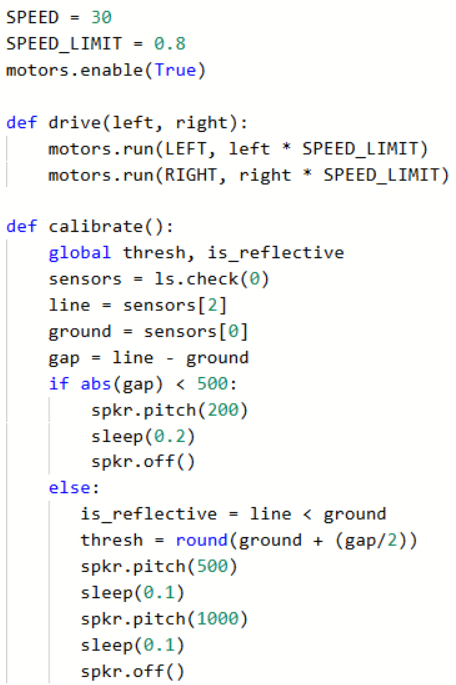 SPEED = 30
SPEED_LIMIT = 0.8
motors.enable(True)

def drive(left, right):
    motors.run(LEFT, left * SPEED_LIMIT)
    motors.run(RIGHT, right * SPEED_LIMIT)

def calibrate():
    global thresh, is_reflective
    sensors = ls.check(0)
    line = sensors[2]
    ground = sensors[0]
    gap = line - ground
    if abs(gap) < 500:
        spkr.pitch(200)
        sleep(0.2)
        spkr.off()
    else:
       is_reflective = line < ground
       thresh = round(ground + (gap/2))
       spkr.pitch(500)
       sleep(0.1)
       spkr.pitch(1000)
       sleep(0.1)
       spkr.off()